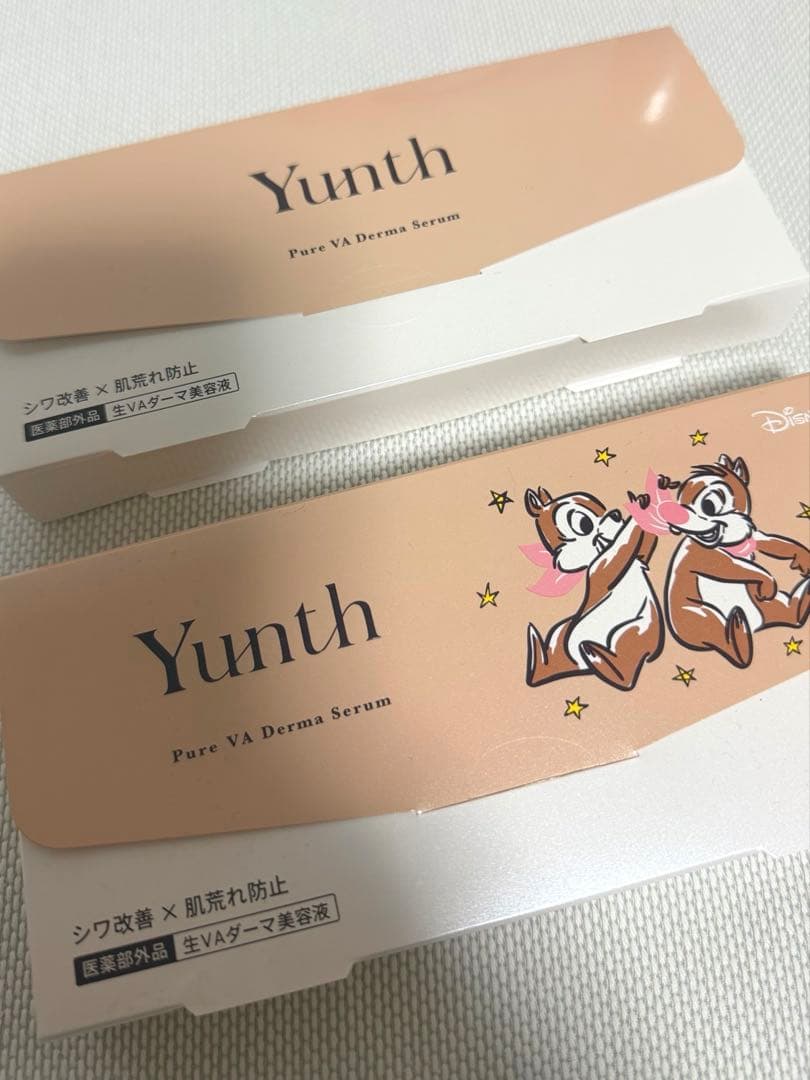 Yunth
Pure VA Derma Serum
シワ改善 × 肌荒れ防止
医薬部外品 生VAダーマ美容液
Yunth
Pure VA Derma Serum
シワ改善 × 肌荒れ防止
医薬部外品 生VAダーマ美容液